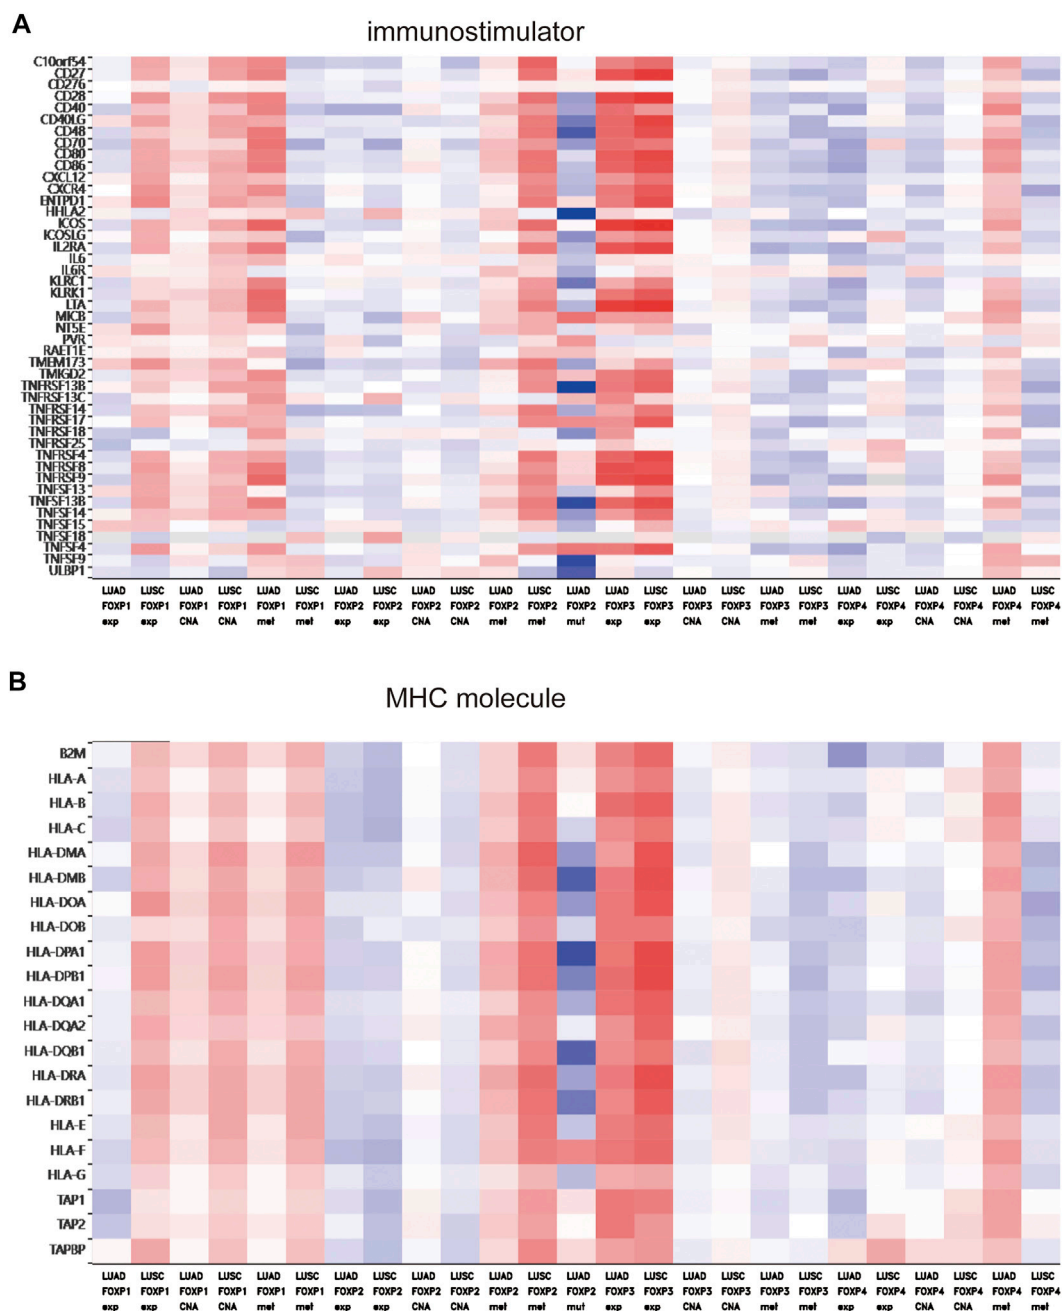 A
immunostimulator
C10orf54
CD27
CD276
CD28
CD40
CD40LG
CD48
CD70
CD80
CD86
CXCL12
CXCR4
ENTPD1
HHLA2
ICOS
ICOSLG
IL2RA
IL6
IL6R
KLRC1
KLRK1
LTA
MICB
NT5E
PVR
RAET1E
TMEM173
TMIGD2
TNFRSF13B
TNFRSF13C
TNFRSF14
TNFRSF17
TNFRSF18
TNFRSF25
TNFRSF4
TNFRSF8
TNFRSF9
TNFSF13
TNFSF13B
TNFSF14
TNFSF15
TNFSF18
TNFSF4
TNFSF9
ULBP1
LUAD LUSC LUAD LUSC LUAD LUSC LUAD LUSC LUAD LUSC LUAD LUSC LUAD LUAD LUSC LUAD LUSC LUAD LUSC LUAD LUSC LUAD LUSC LUAD LUSC
FOXP1 FOXP1 FOXP1 FOXP1 FOXP1 FOXP1 FOXP2 FOXP2 FOXP2 FOXP2 FOXP2 FOXP2 FOXP2 FOXP3 FOXP3 FOXP3 FOXP3 FOXP3 FOXP3 FOXP4 FOXP4 FOXP4 FOXP4 FOXP4 FOXP4
exp exp CNA CNA met met exp exp CNA CNA met met mut exp exp CNA CNA met met exp exp CNA CNA met met
B
MHC molecule
B2M
HLA-A
HLA-B
HLA-C
HLA-DMA
HLA-DMB
HLA-DOA
HLA-DOB
HLA-DPA1
HLA-DPB1
HLA-DQA1
HLA-DQA2
HLA-DQB1
HLA-DRA
HLA-DRB1
HLA-E
HLA-F
HLA-G
TAP1
TAP2
TAPBP
LUAD LUSC LUAD LUSC LUAD LUSC LUAD LUSC LUAD LUSC LUAD LUSC LUAD LUAD LUSC LUAD LUSC LUAD LUSC LUAD LUSC LUAD LUSC LUAD LUSC
FOXP1 FOXP1 FOXP1 FOXP1 FOXP1 FOXP1 FOXP2 FOXP2 FOXP2 FOXP2 FOXP2 FOXP2 FOXP2 FOXP3 FOXP3 FOXP3 FOXP3 FOXP3 FOXP3 FOXP4 FOXP4 FOXP4 FOXP4 FOXP4 FOXP4
exp exp CNA CNA met met exp exp CNA CNA met met mut exp exp CNA CNA met met exp exp CNA CNA met met